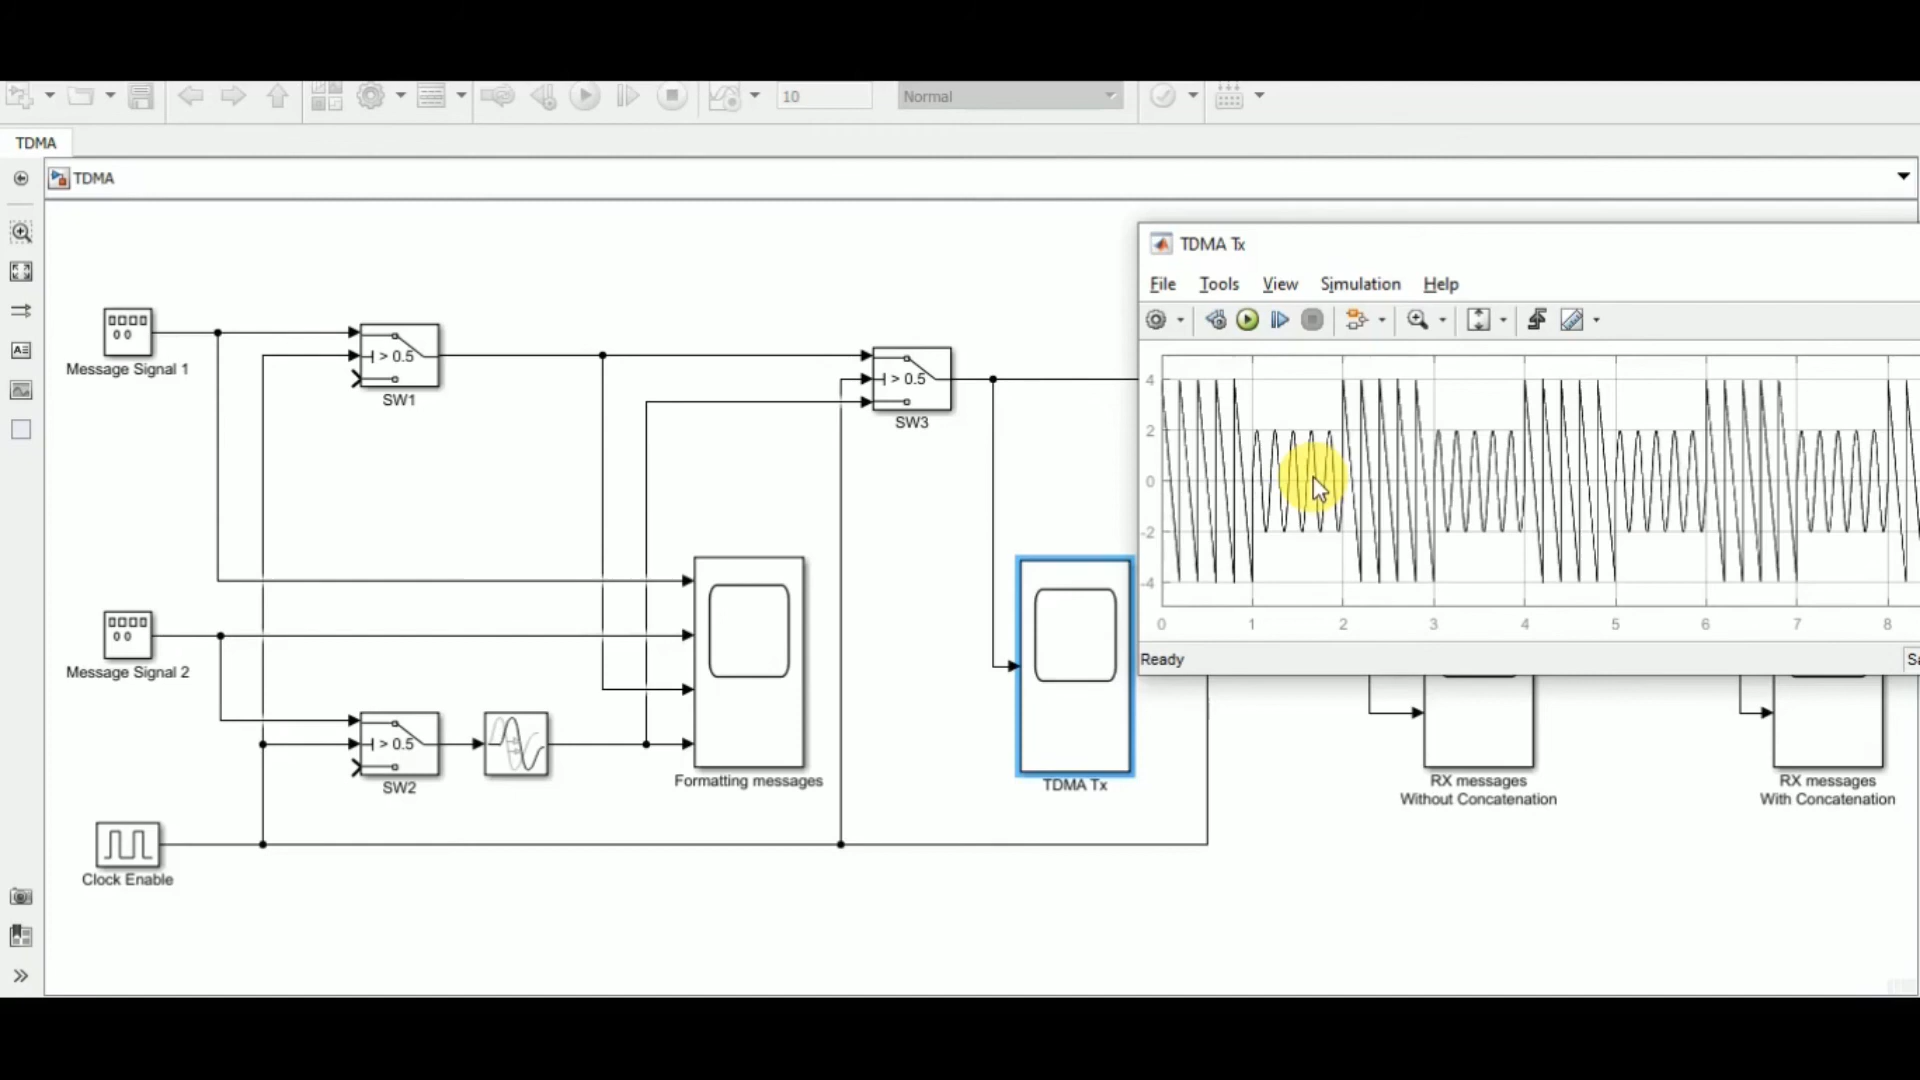 10
Normal
TDMA
TDMA
TDMA Tx
File Tools View Simulation Help
Message Signal 1
> 0.5
SW1
> 0.5
SW3
4
2
0
-2
-4
0 1 2 3 4 5 6 7 8
Ready
Message Signal 2
> 0.5
SW2
Formatting messages
TDMA Tx
RX messages
Without Concatenation
RX messages
With Concatenation
Clock Enable